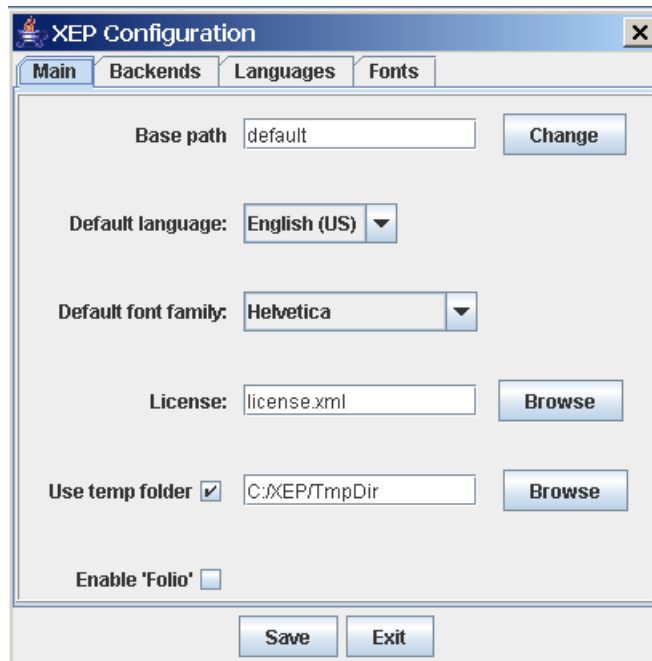 XEP Configuration
Main Backends Languages Fonts
Base path default Change
Default language: English (US)
Default font family: Helvetica
License: license.xml Browse
Use temp folder C:/XEP/TmpDir Browse
Enable 'Folio'
Save Exit